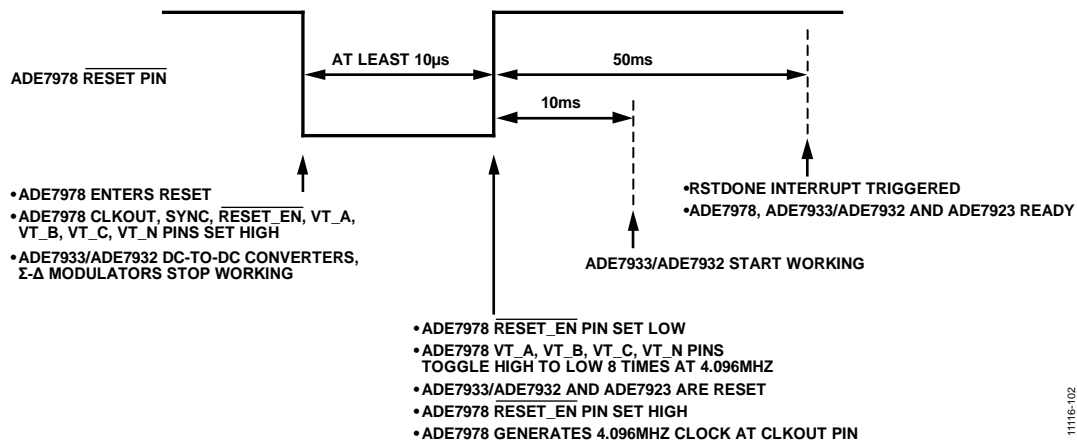 AT LEAST 10µs
50ms
ADE7978 RESET PIN
10ms
•ADE7978 ENTERS RESET
•ADE7978 CLKOUT, SYNC, RESET_EN, VT_A,
VT_B, VT_C, VT_N PINS SET HIGH
•ADE7933/ADE7932 DC-TO-DC CONVERTERS,
Σ-Δ MODULATORS STOP WORKING
•RSTDONE INTERRUPT TRIGGERED
•ADE7978, ADE7933/ADE7932 AND ADE7923 READY
ADE7933/ADE7932 START WORKING
•ADE7978 RESET_EN PIN SET LOW
•ADE7978 VT_A, VT_B, VT_C, VT_N PINS
TOGGLE HIGH TO LOW 8 TIMES AT 4.096MHZ
•ADE7933/ADE7932 AND ADE7923 ARE RESET
•ADE7978 RESET_EN PIN SET HIGH
•ADE7978 GENERATES 4.096MHZ CLOCK AT CLKOUT PIN
11116-102